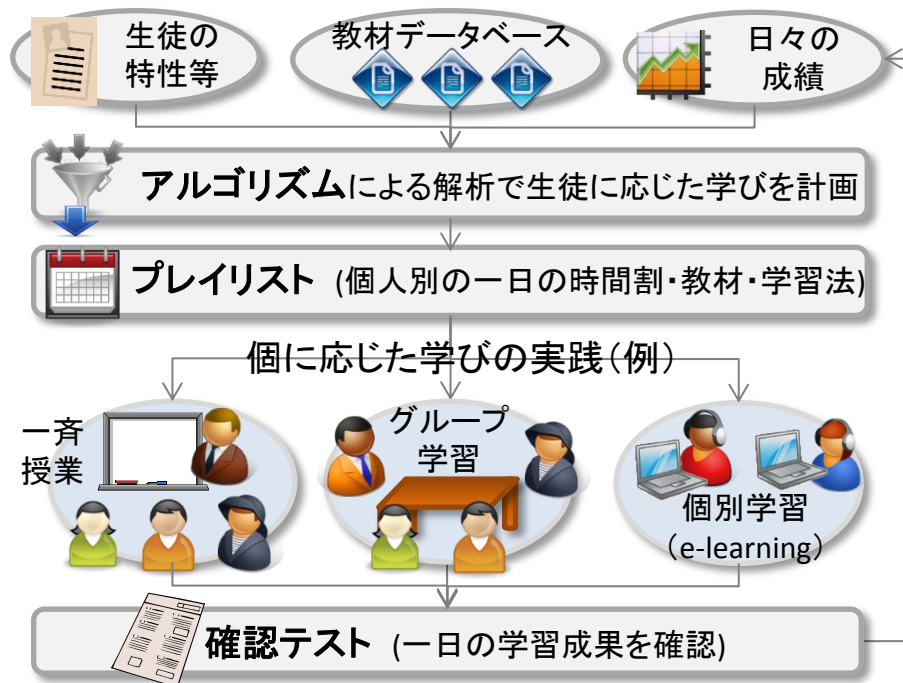 生徒の
特性等
教材データベース
日々の
成績
アルゴリズムによる解析で生徒に応じた学びを計画
プレイリスト (個人別の一日の時間割・教材・学習法)
個に応じた学びの実践（例）
一斉
授業
グループ
学習
個別学習
（e-learning）
確認テスト (一日の学習成果を確認)